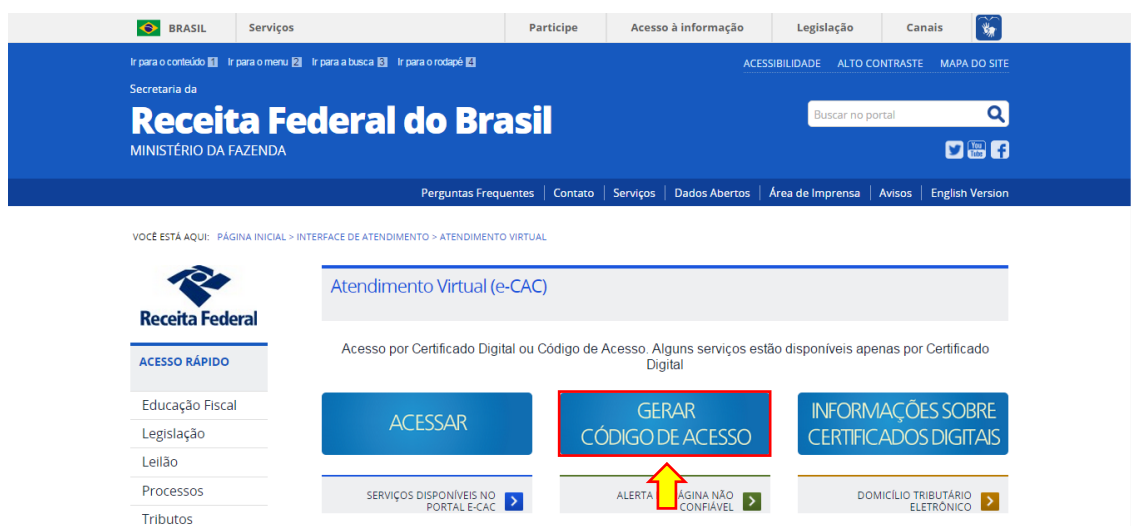 BRASIL Serviços Participe Acesso à informação Legislação Canais
Ir para o conteúdo 1 Ir para o menu 2 Ir para a busca 3 Ir para o rodapé 4 ACESSIBILIDADE ALTO CONTRASTE MAPA DO SITE
Secretaria da
Receita Federal do Brasil
MINISTÉRIO DA FAZENDA
Buscar no portal
You Tube
Perguntas Frequentes Contato Serviços Dados Abertos Área de Imprensa Avisos English Version
VOCÊ ESTÁ AQUI: PÁGINA INICIAL > INTERFACE DE ATENDIMENTO > ATENDIMENTO VIRTUAL
Receita Federal
ACESSO RÁPIDO
Educação Fiscal
Legislação
Leilão
Processos
Tributos
Atendimento Virtual (e-CAC)
Acesso por Certificado Digital ou Código de Acesso. Alguns serviços estão disponíveis apenas por Certificado
Digital
ACESSAR
GERAR
CÓDIGO DE ACESSO
INFORMAÇÕES SOBRE
CERTIFICADOS DIGITAIS
SERVIÇOS DISPONÍVEIS NO
PORTAL E-CAC
ALERTA PÁGINA NÃO
CONFIÁVEL
DOMICÍLIO TRIBUTÁRIO
ELETRÔNICO